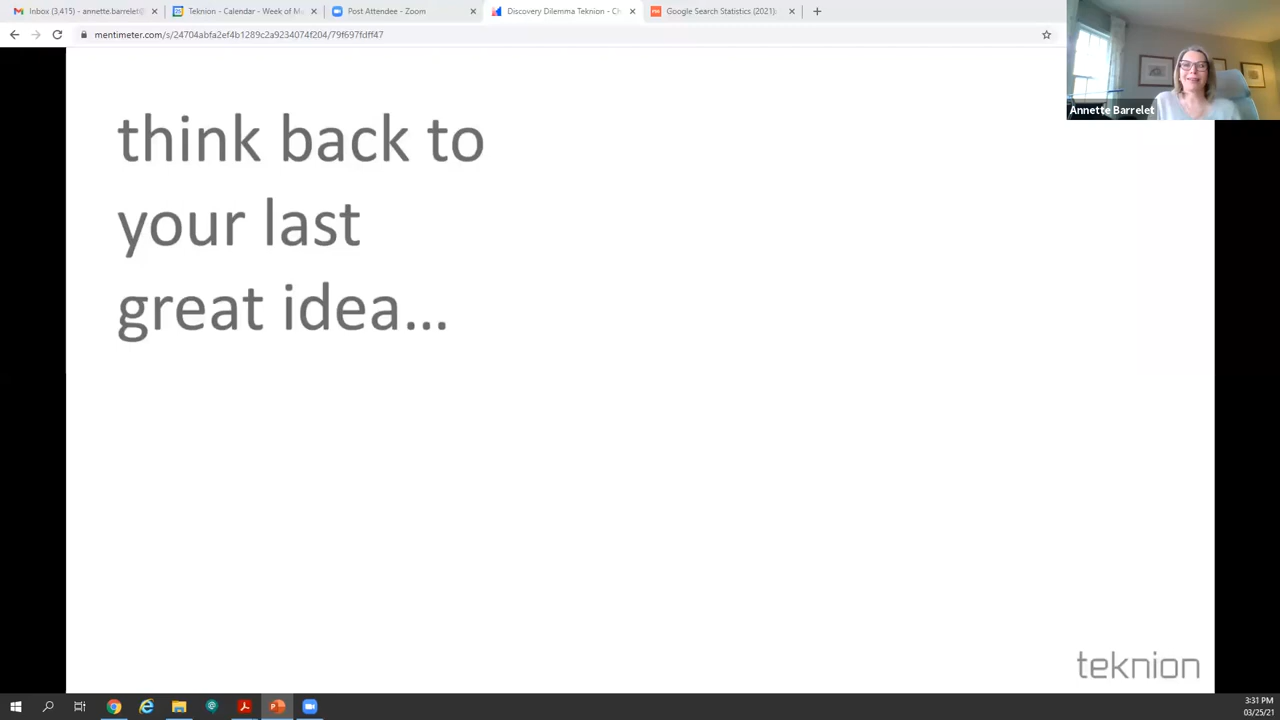 Inbox (3,415) - annette.barrelet@
Teknion - Calendar - Week of Ma
Post Attendee - Zoom
Discovery Dilemma Teknion - Ch
Google Search Statistics (2021)
mentimeter.com/s/24704abfa2ef4b1289c2a9234074f204/79f697fdff47
Annette Barrelet
think back to
your last
great idea...
teknion
3:31 PM
03/25/21